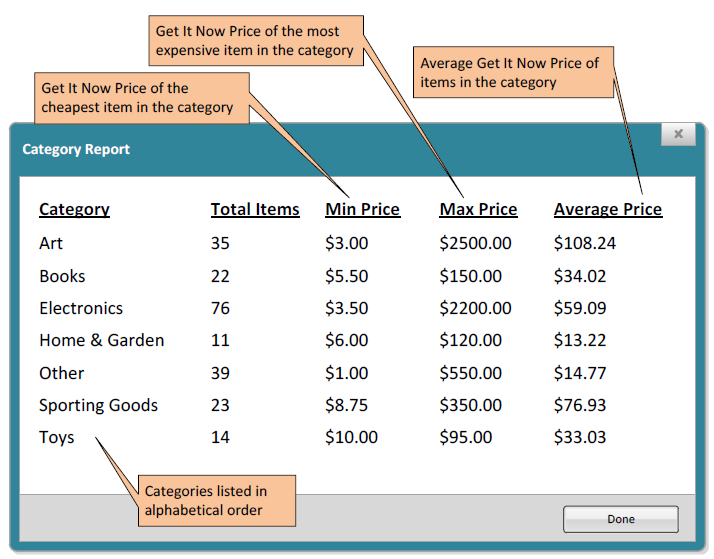 Get It Now Price of the most
expensive item in the category
Average Get It Now Price of
items in the category
Get It Now Price of the
cheapest item in the category
Category Report
x
Category Total Items Min Price Max Price Average Price
Art 35 $3.00 $2500.00 $108.24
Books 22 $5.50 $150.00 $34.02
Electronics 76 $3.50 $2200.00 $59.09
Home & Garden 11 $6.00 $120.00 $13.22
Other 39 $1.00 $550.00 $14.77
Sporting Goods 23 $8.75 $350.00 $76.93
Toys 14 $10.00 $95.00 $33.03
Categories listed in
alphabetical order
Done